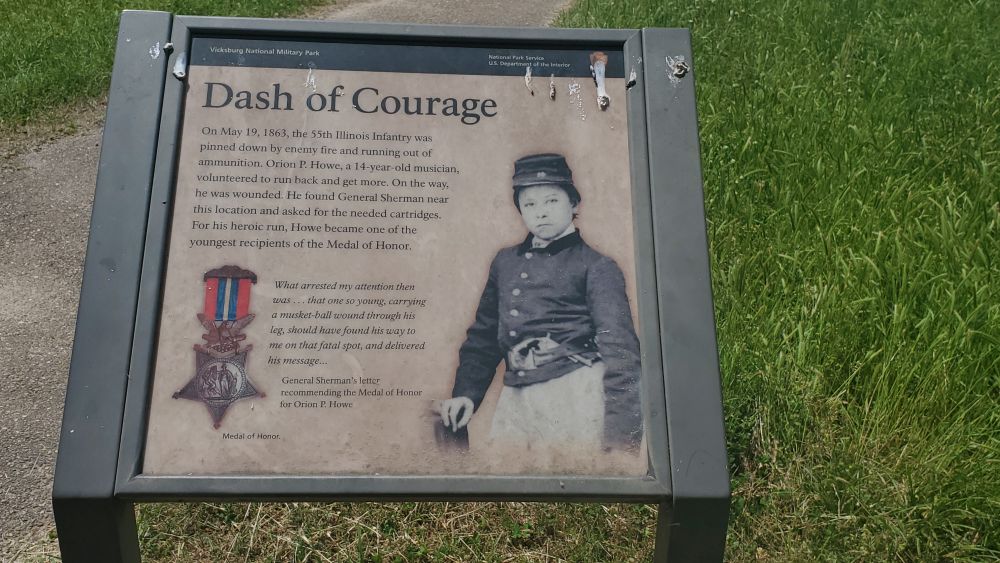 Vicksburg National Military Park
National Park Service
U.S. Department of the Interior
Dash of Courage
On May 19, 1863, the 55th Illinois Infantry was
pinned down by enemy fire and running out of
ammunition. Orion P. Howe, a 14-year-old musician,
volunteered to run back and get more. On the way,
he was wounded. He found General Sherman near
this location and asked for the needed cartridges.
For his heroic run, Howe became one of the
youngest recipients of the Medal of Honor.
What arrested my attention then
was . . . that one so young, carrying
a musket-ball wound through his
leg, should have found his way to
me on that fatal spot, and delivered
his message...
General Sherman's letter
recommending the Medal of Honor
for Orion P. Howe
Medal of Honor.